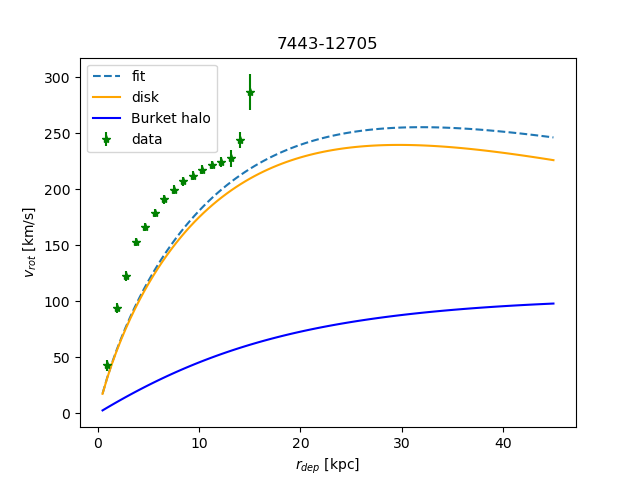 7443-12705
fit
disk
Burket halo
data
300
250
200
150
100
50
0
v_rot [km/s]
0 10 20 30 40
r_dep [kpc]